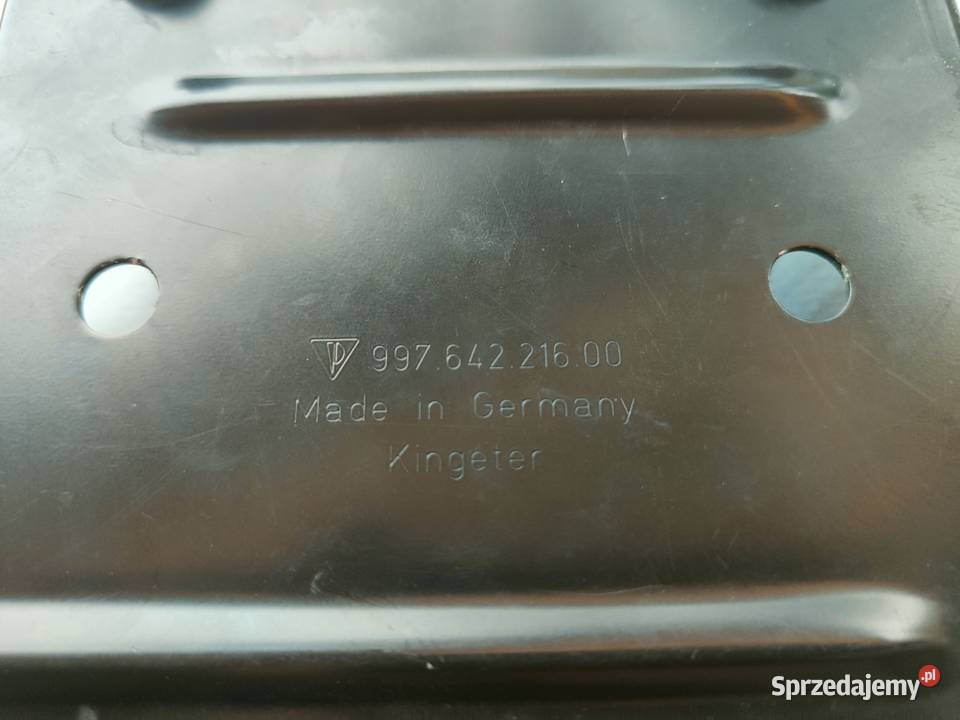 997.642.216.00
Made in Germany
Kingeter
Sprzedajemy.pl